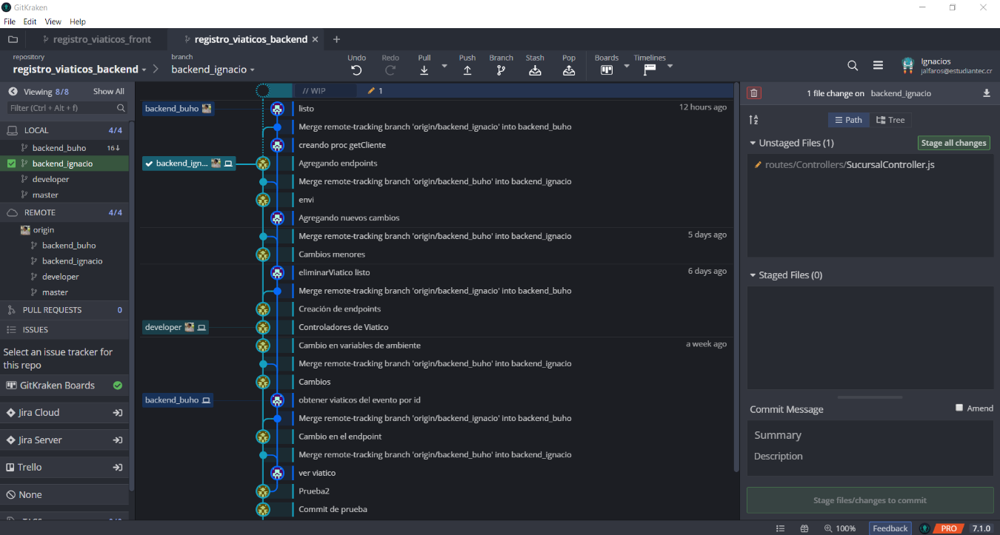 GitKraken
File Edit View Help
registro_viaticos_front
registro_viaticos_backend
repository
registro_viaticos_backend
branch
backend_ignacio
Undo
Redo
Pull
Push
Branch
Stash
Pop
Boards
Timelines
Ignacios
jalfaros@estudiantec.cr
Viewing 8/8
Show All
Filter (Ctrl + Alt + f)
LOCAL 4/4
backend_buho 16↓
backend_ignacio
developer
master
REMOTE 4/4
origin
backend_buho
backend_ignacio
developer
master
PULL REQUESTS 0
ISSUES
Select an issue tracker for
this repo
GitKraken Boards
Jira Cloud
Jira Server
Trello
None
// WIP 1
backend_buho listo 12 hours ago
Merge remote-tracking branch 'origin/backend_ignacio' into backend_buho
creando proc getCliente
backend_ign... Agregando endpoints
Merge remote-tracking branch 'origin/backend_buho' into backend_ignacio
envi
Agregando nuevos cambios
Merge remote-tracking branch 'origin/backend_buho' into backend_ignacio 5 days ago
Cambios menores
eliminarViatico listo 6 days ago
Merge remote-tracking branch 'origin/backend_ignacio' into backend_buho
Creación de endpoints
developer Controladores de Viatico
Cambio en variables de ambiente a week ago
Merge remote-tracking branch 'origin/backend_buho' into backend_ignacio
Cambios
backend_buho obtener viaticos del evento por id
Merge remote-tracking branch 'origin/backend_ignacio' into backend_buho
Cambio en el endpoint
Merge remote-tracking branch 'origin/backend_buho' into backend_ignacio
ver viatico
Prueba2
Commit de prueba
1 file change on backend_ignacio
Path Tree
Unstaged Files (1)
Stage all changes
routes/Controllers/SucursalController.js
Staged Files (0)
Commit Message
Amend
Summary
Description
Stage files/changes to commit
100% Feedback PRO 7.1.0